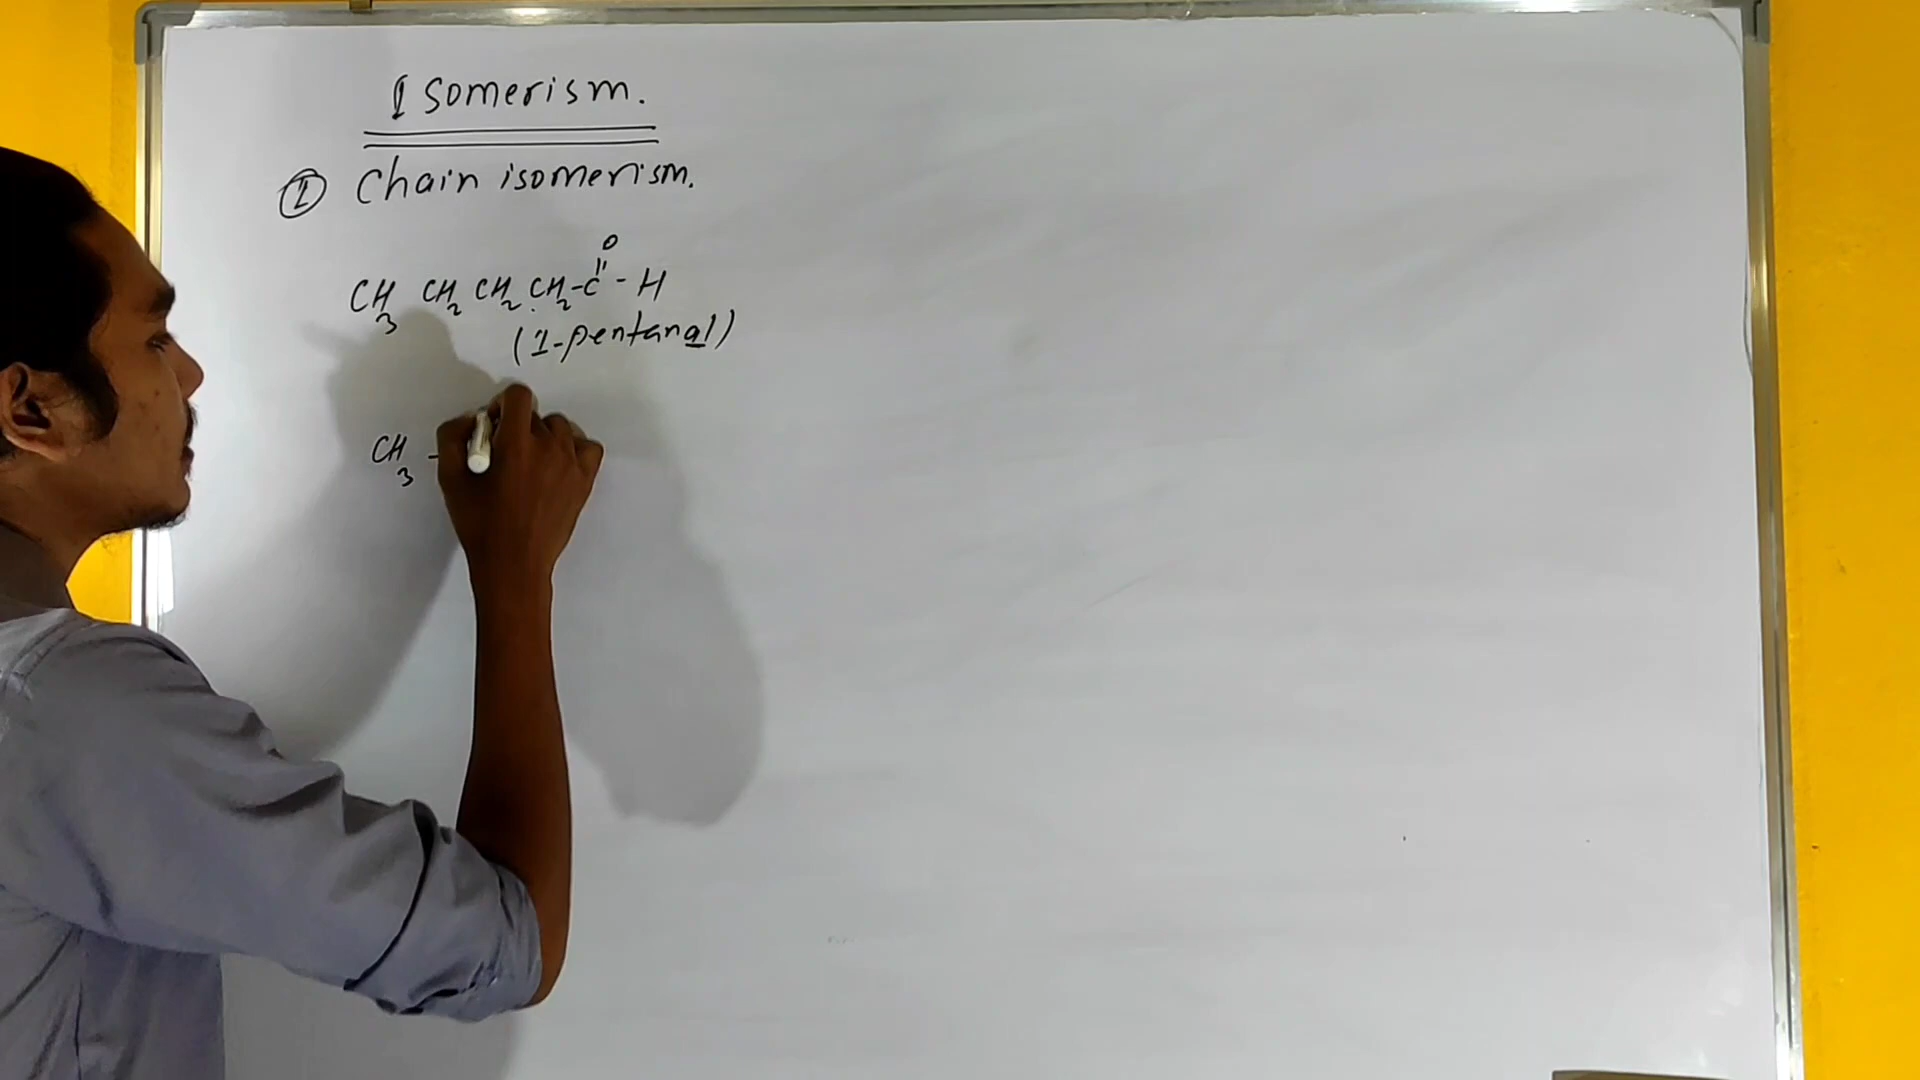 Isomerism.
① Chain isomerism.
O
CH3 CH2 CH2 CH2-C-H
(1-pentanal)
CH3 -